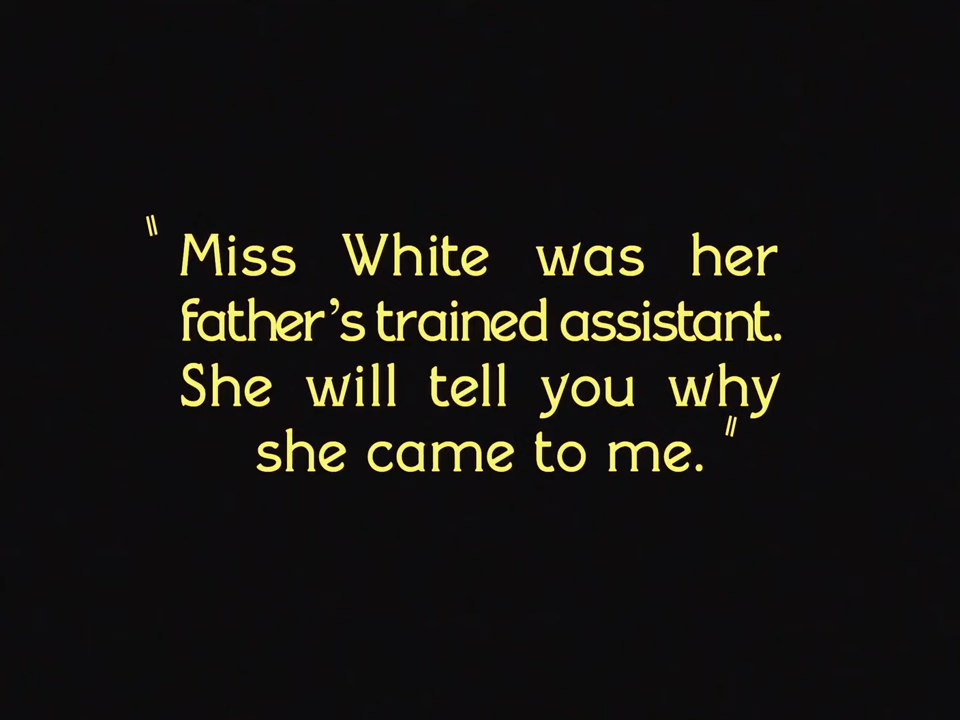 "Miss White was her
father's trained assistant.
She will tell you why
she came to me."